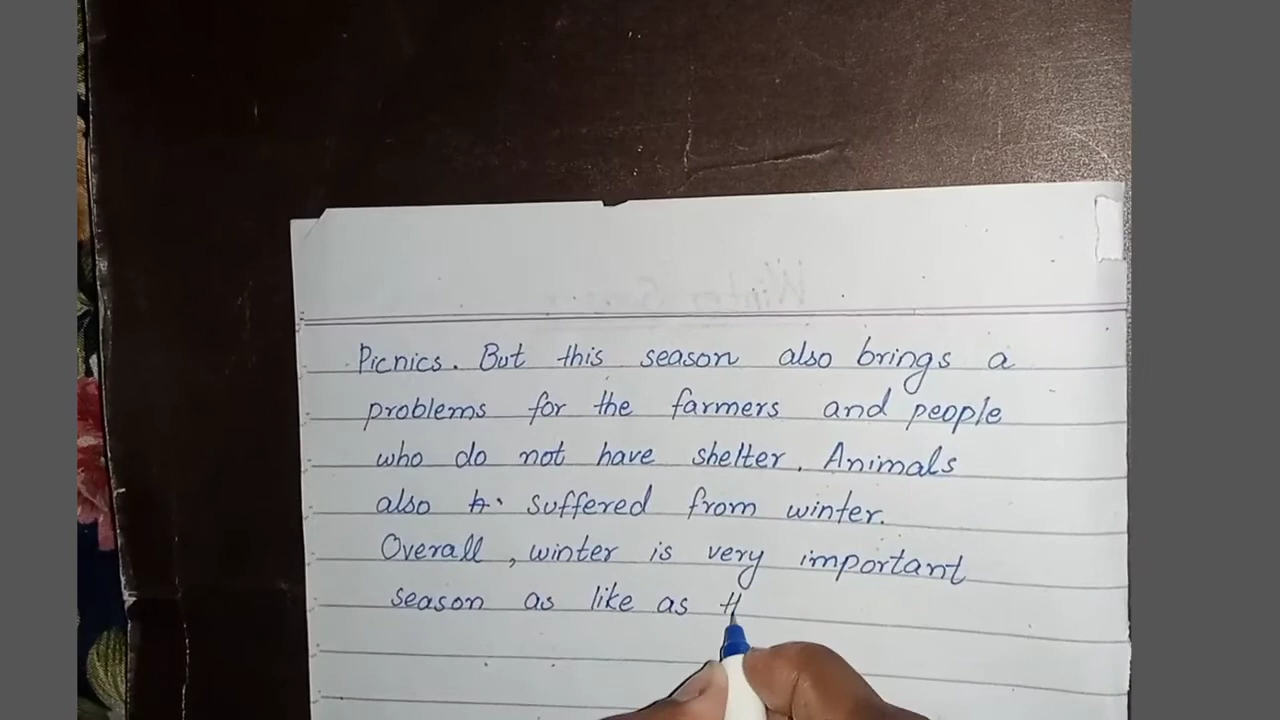 Picnics. But this season also brings a
problems for the farmers and people
who do not have shelter. Animals
also suffered from winter.
Overall, winter is very important
season as like as